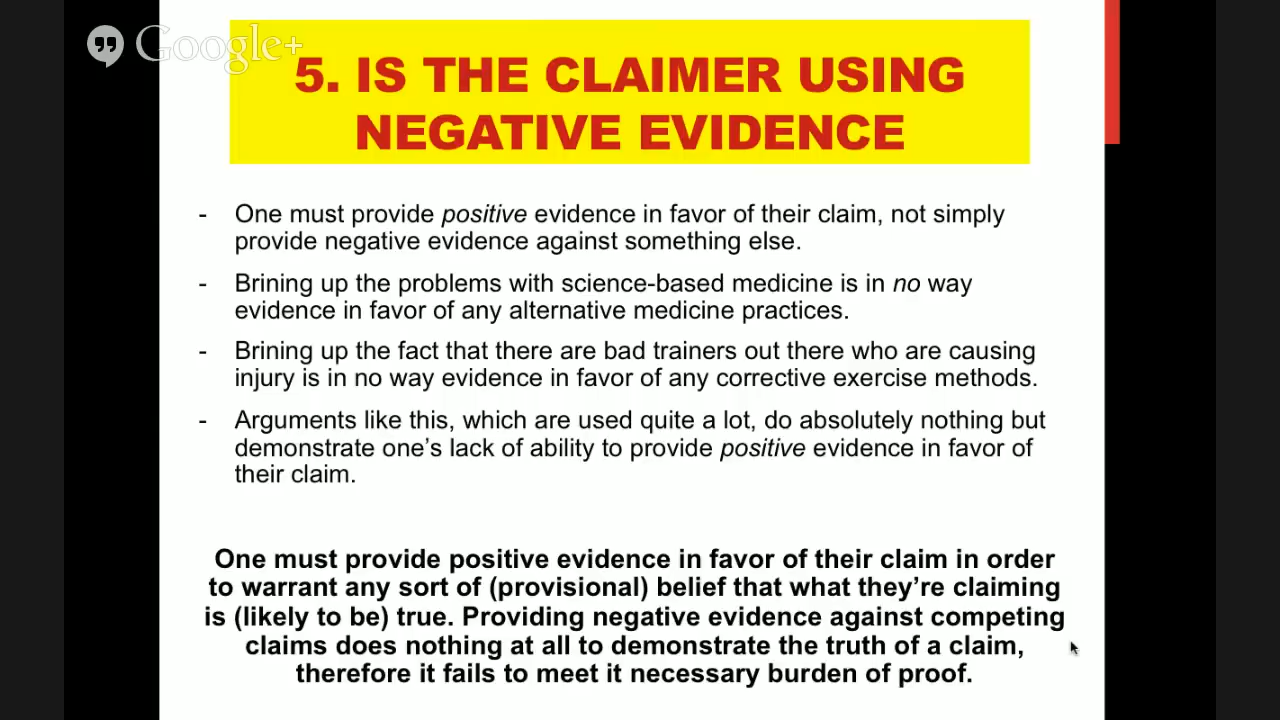 Google+
5. IS THE CLAIMER USING
NEGATIVE EVIDENCE
- One must provide positive evidence in favor of their claim, not simply
provide negative evidence against something else.
- Brining up the problems with science-based medicine is in no way
evidence in favor of any alternative medicine practices.
- Brining up the fact that there are bad trainers out there who are causing
injury is in no way evidence in favor of any corrective exercise methods.
- Arguments like this, which are used quite a lot, do absolutely nothing but
demonstrate one's lack of ability to provide positive evidence in favor of
their claim.
One must provide positive evidence in favor of their claim in order
to warrant any sort of (provisional) belief that what they're claiming
is (likely to be) true. Providing negative evidence against competing
claims does nothing at all to demonstrate the truth of a claim,
therefore it fails to meet it necessary burden of proof.